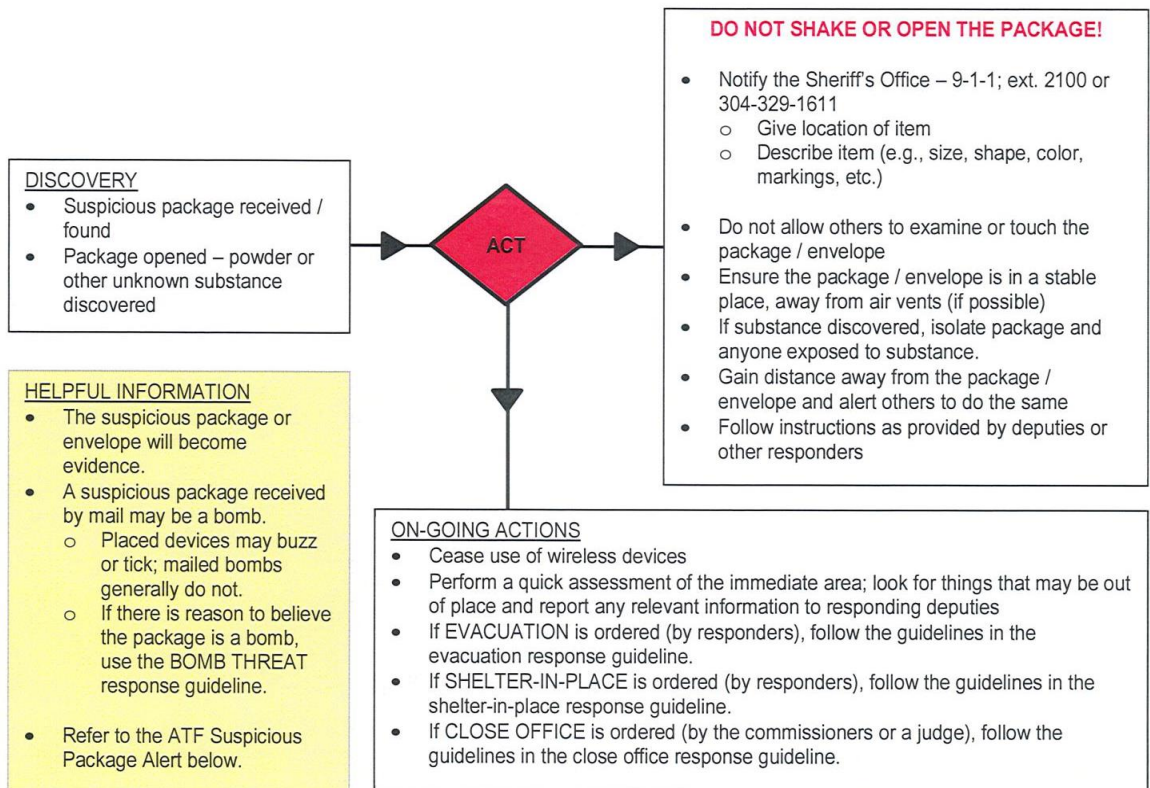 DISCOVERY
• Suspicious package received /
found
• Package opened – powder or
other unknown substance
discovered
ACT
DO NOT SHAKE OR OPEN THE PACKAGE!
• Notify the Sheriff's Office – 9-1-1; ext. 2100 or
304-329-1611
o Give location of item
o Describe item (e.g., size, shape, color,
markings, etc.)
• Do not allow others to examine or touch the
package / envelope
• Ensure the package / envelope is in a stable
place, away from air vents (if possible)
• If substance discovered, isolate package and
anyone exposed to substance.
• Gain distance away from the package /
envelope and alert others to do the same
• Follow instructions as provided by deputies or
other responders
HELPFUL INFORMATION
• The suspicious package or
envelope will become
evidence.
• A suspicious package received
by mail may be a bomb.
o Placed devices may buzz
or tick; mailed bombs
generally do not.
o If there is reason to believe
the package is a bomb,
use the BOMB THREAT
response guideline.
• Refer to the ATF Suspicious
Package Alert below.
ON-GOING ACTIONS
• Cease use of wireless devices
• Perform a quick assessment of the immediate area; look for things that may be out
of place and report any relevant information to responding deputies
• If EVACUATION is ordered (by responders), follow the guidelines in the
evacuation response guideline.
• If SHELTER-IN-PLACE is ordered (by responders), follow the guidelines in the
shelter-in-place response guideline.
• If CLOSE OFFICE is ordered (by the commissioners or a judge), follow the
guidelines in the close office response guideline.